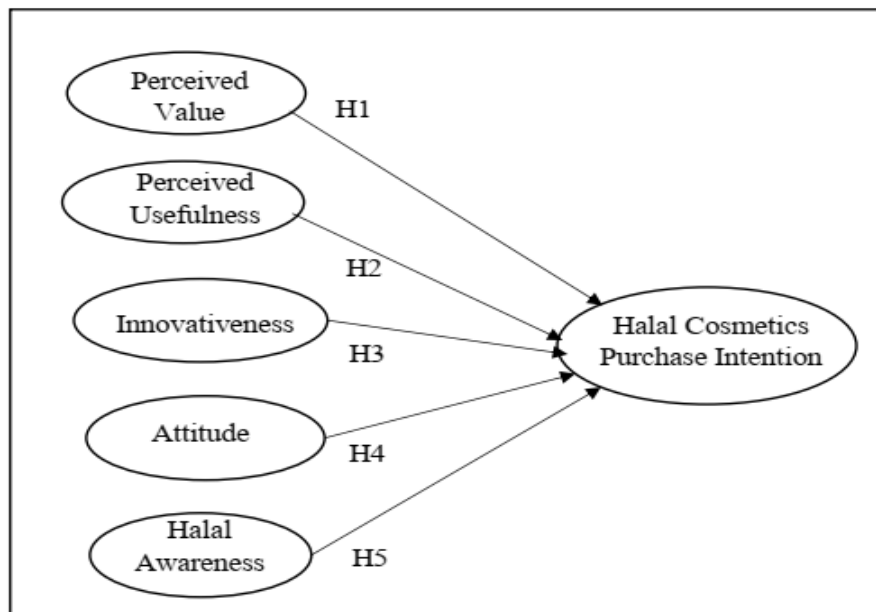 Perceived
Value
H1
Perceived
Usefulness
H2
Innovativeness
H3
Halal Cosmetics
Purchase Intention
Attitude
H4
Halal
Awareness
H5